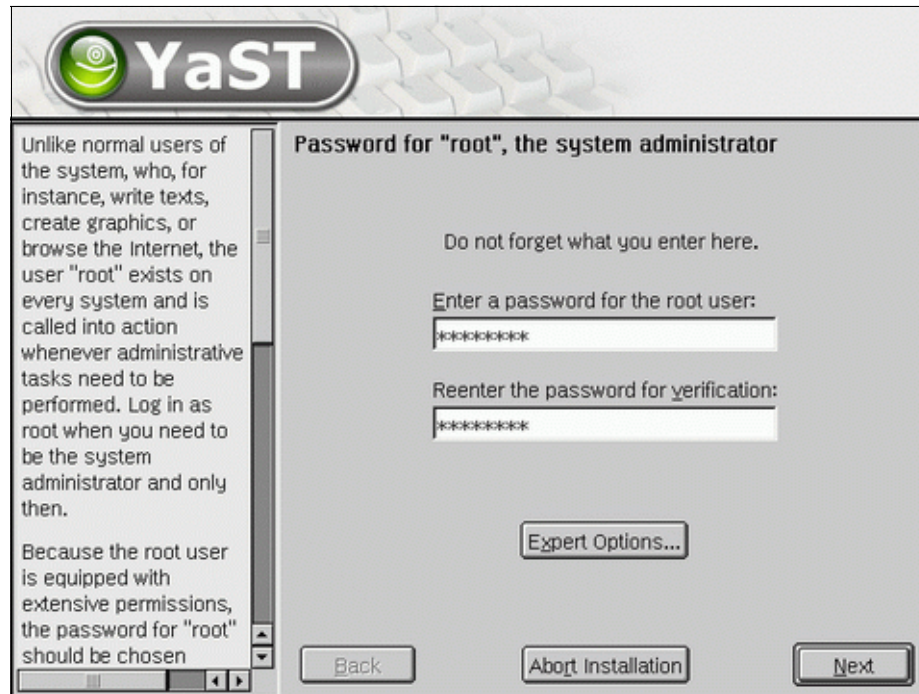 YaST
Unlike normal users of
the system, who, for
instance, write texts,
create graphics, or
browse the Internet, the
user "root" exists on
every system and is
called into action
whenever administrative
tasks need to be
performed. Log in as
root when you need to
be the system
administrator and only
then.
Because the root user
is equipped with
extensive permissions,
the password for "root"
should be chosen
Password for "root", the system administrator
Do not forget what you enter here.
Enter a password for the root user:
********
Reenter the password for verification:
********
Expert Options...
Back
Abort Installation
Next